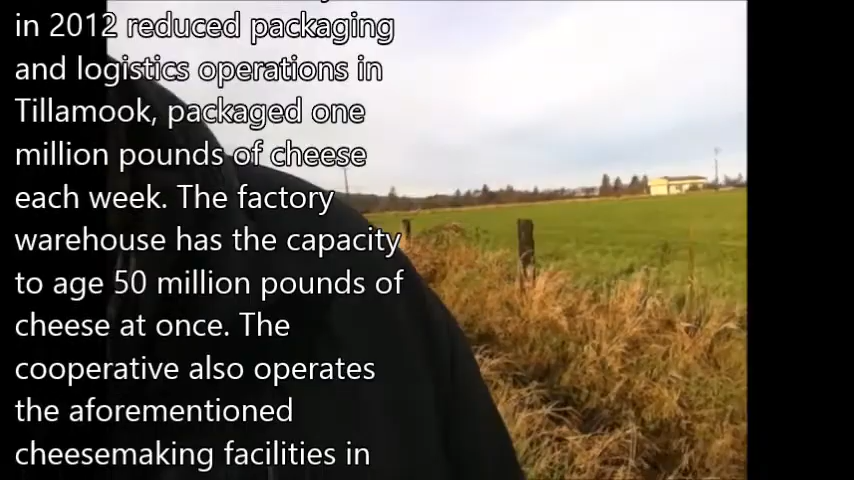 in 2012 reduced packaging
and logistics operations in
Tillamook, packaged one
million pounds of cheese
each week. The factory
warehouse has the capacity
to age 50 million pounds of
cheese at once. The
cooperative also operates
the aforementioned
cheesemaking facilities in